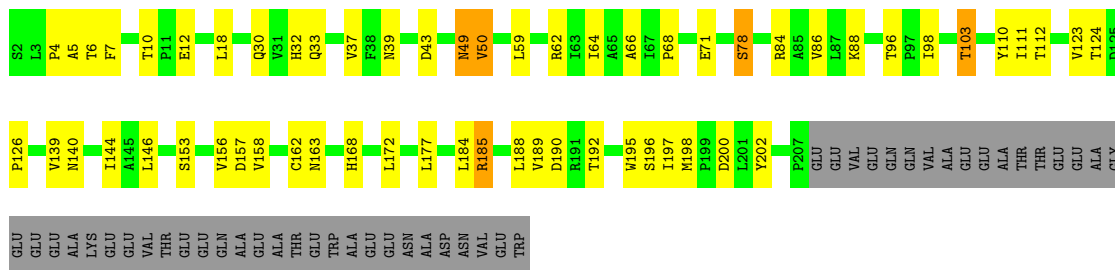 S2 L3 P4 A5 T6 F7 T10 P11 E12 L18 Q30 V31 H32 Q33 V37 F38 N39 D43 N49 V50 L59 R62 I63 I64 A65 A66 I67 P68 E71 S78 R84 A85 V86 L87 K88 T96 P97 I98 T103 Y110 I111 T112 V123 T124 P125
P126 V139 N140 I144 A145 L146 S153 V156 D157 V158 C162 N163 H168 L172 L177 L184 R185 L188 V189 D190 R191 T192 W195 S196 I197 M198 P199 D200 L201 Y202 P207 GLU GLU VAL GLU GLN GLN VAL ALA GLU GLU ALA THR THR GLU GLU ALA GLY
GLU GLU GLU ALA LYS GLU GLU VAL THR GLU GLU GLN ALA GLU ALA THR GLU TRP ALA GLU GLU ASN ALA ASP ASN VAL GLU TRP